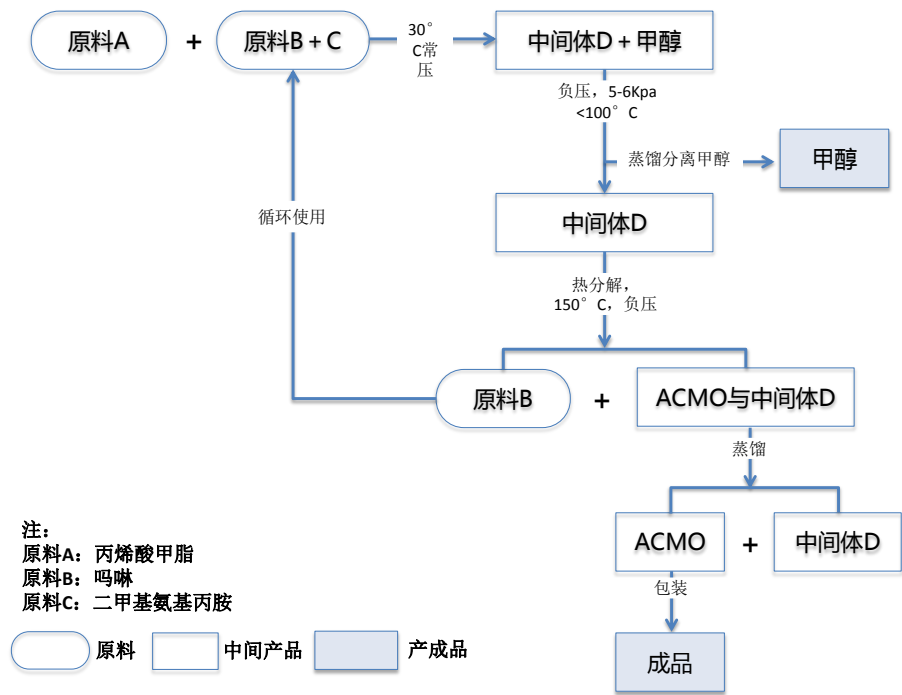 原料A
+
原料B+C
30°
C常
压
中间体D+甲醇
负压，5-6Kpa
<100°C
蒸馏分离甲醇
甲醇
循环使用
中间体D
热分解，
150°C，负压
原料B
+
ACMO与中间体D
蒸馏
ACMO
+
中间体D
包装
成品
注：
原料A：丙烯酸甲脂
原料B：吗啉
原料C：二甲基氨基丙胺
原料
中间产品
产成品